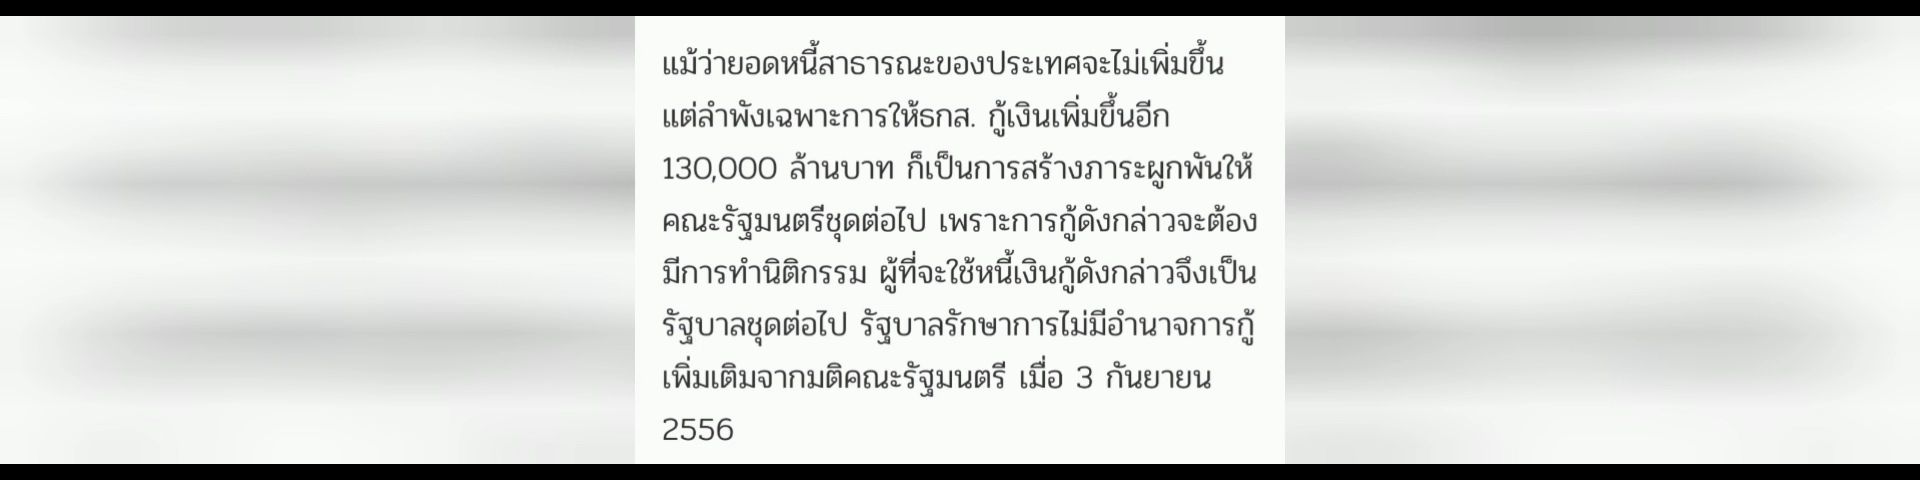 แม้ว่ายอดหนี้สาธารณะของประเทศจะไม่เพิ่มขึ้น
แต่ลำพังเฉพาะการให้ธกส. กู้เงินเพิ่มขึ้นอีก
130,000 ล้านบาท ก็เป็นการสร้างภาระผูกพันให้
คณะรัฐมนตรีชุดต่อไป เพราะการกู้ดังกล่าวจะต้อง
มีการทำนิติกรรม ผู้ที่จะใช้หนี้เงินกู้ดังกล่าวจึงเป็น
รัฐบาลชุดต่อไป รัฐบาลรักษาการไม่มีอำนาจการกู้
เพิ่มเติมจากมติคณะรัฐมนตรี เมื่อ 3 กันยายน
2556